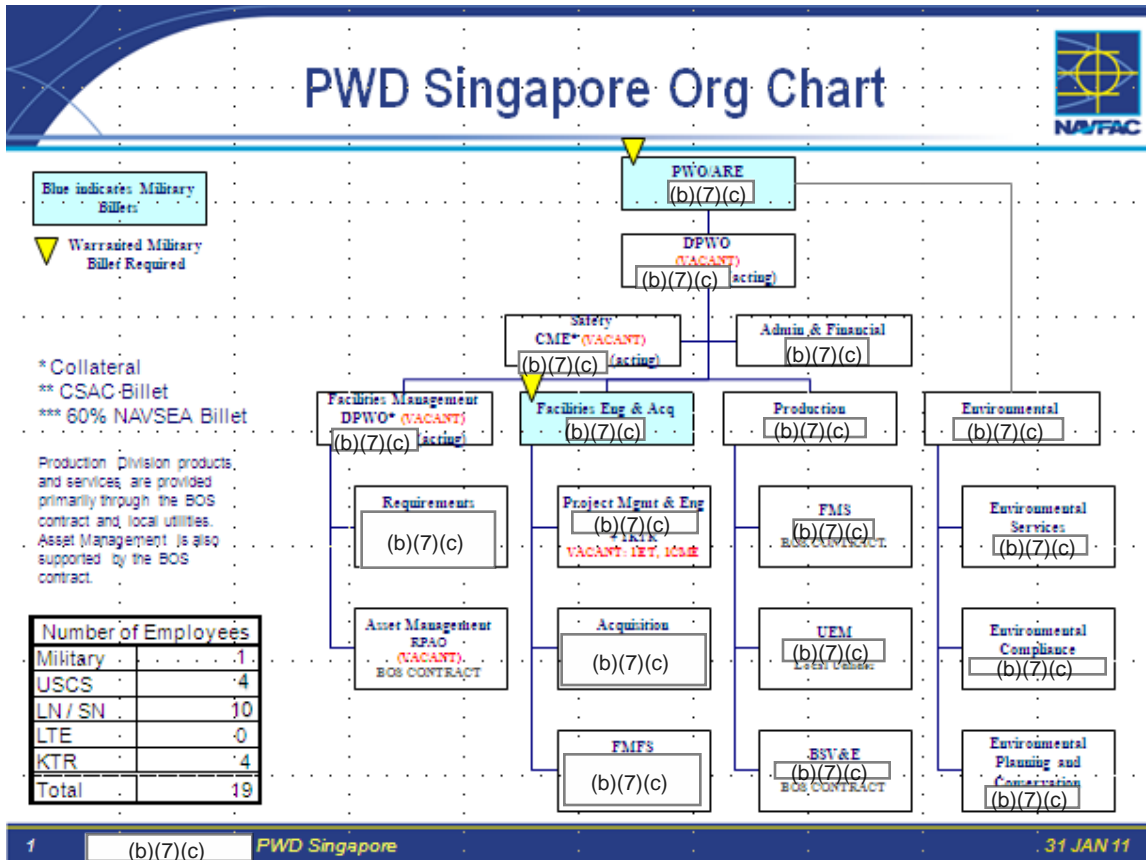 PWD Singapore Org Chart
NAVFAC
Blue indicates Military
Billets
Warranted Military
Billet Required
PWO/ARE
(b)(7)(c)
DPWO
(VACANT)
(b)(7)(c) (acting)
Safety
CME* (VACANT)
(b)(7)(c) (acting)
Admin & Financial
(b)(7)(c)
* Collateral
** CSAC Billet
*** 60% NAVSEA Billet
Facilities Management
DPWO* (VACANT)
(b)(7)(c) (acting)
Facilities Eng & Acq
(b)(7)(c)
Production
(b)(7)(c)
Environmental
(b)(7)(c)
Production Division products
and services are provided
primarily through the BOS
contract and local utilities.
Asset Management is also
supported by the BOS
contract.
Requirements
(b)(7)(c)
Project Mgmt & Eng
(b)(7)(c)
+ 1KTR
VACANT: 1ET, 1CME
FMS
(b)(7)(c)
BOS CONTRACT
Environmental
Services
(b)(7)(c)
Asset Management
RPAO
(VACANT)
BOS CONTRACT
Acquisition
(b)(7)(c)
UEM
(b)(7)(c)
Local Utilities
Environmental
Compliance
(b)(7)(c)
FMFS
(b)(7)(c)
BSV&E
(b)(7)(c)
BOS CONTRACT
Environmental
Planning and
Conservation
(b)(7)(c)
Number of Employees
Military 1
USCS 4
LN / SN 10
LTE 0
KTR 4
Total 19
1 (b)(7)(c) PWD Singapore 31 JAN 11